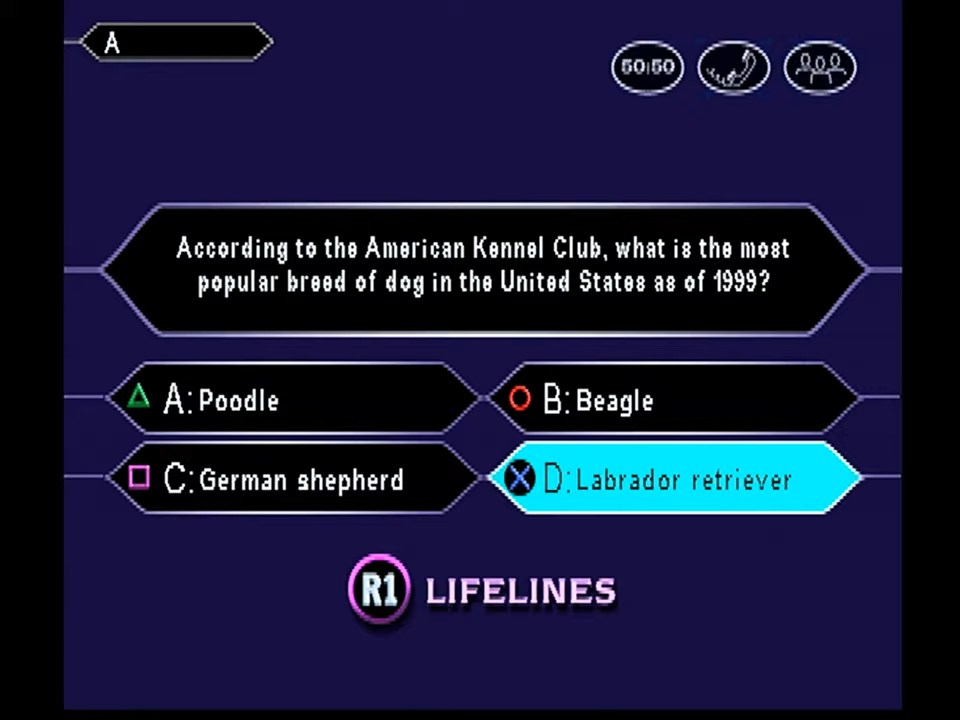 A
50:50
According to the American Kennel Club, what is the most
popular breed of dog in the United States as of 1999?
A: Poodle
B: Beagle
C: German shepherd
D: Labrador retriever
R1 LIFELINES